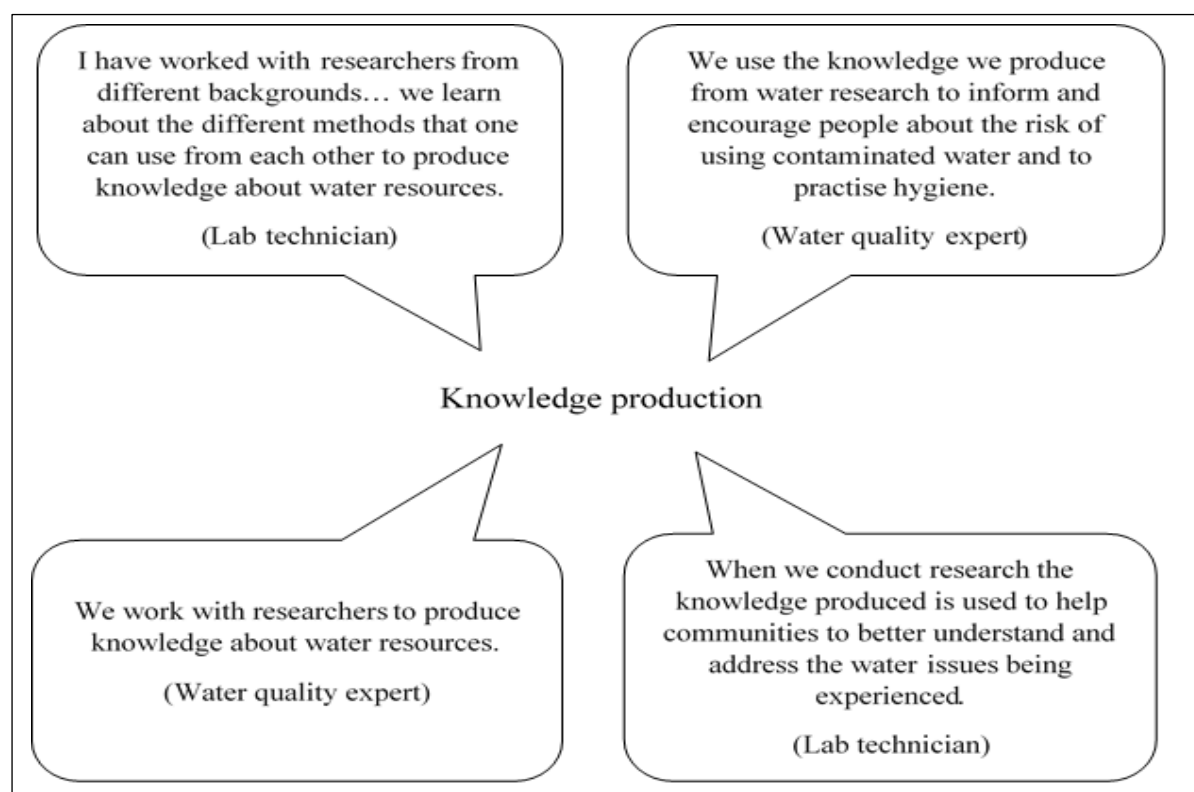 I have worked with researchers from
different backgrounds… we learn
about the different methods that one
can use from each other to produce
knowledge about water resources.
(Lab technician)
We use the knowledge we produce
from water research to inform and
encourage people about the risk of
using contaminated water and to
practise hygiene.
(Water quality expert)
Knowledge production
We work with researchers to produce
knowledge about water resources.
(Water quality expert)
When we conduct research the
knowledge produced is used to help
communities to better understand and
address the water issues being
experienced.
(Lab technician)